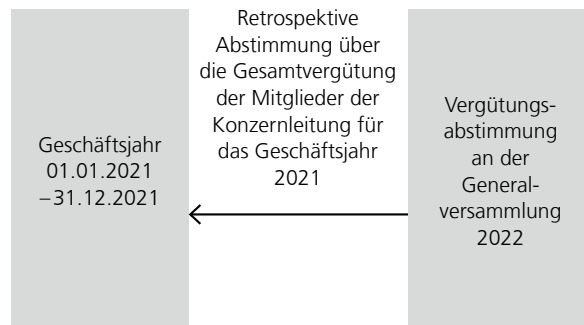 Geschäftsjahr
01.01.2021
–31.12.2021
Retrospektive
Abstimmung über
die Gesamtvergütung
der Mitglieder der
Konzernleitung für
das Geschäftsjahr
2021
Vergütungs-
abstimmung
an der
General-
versammlung
2022